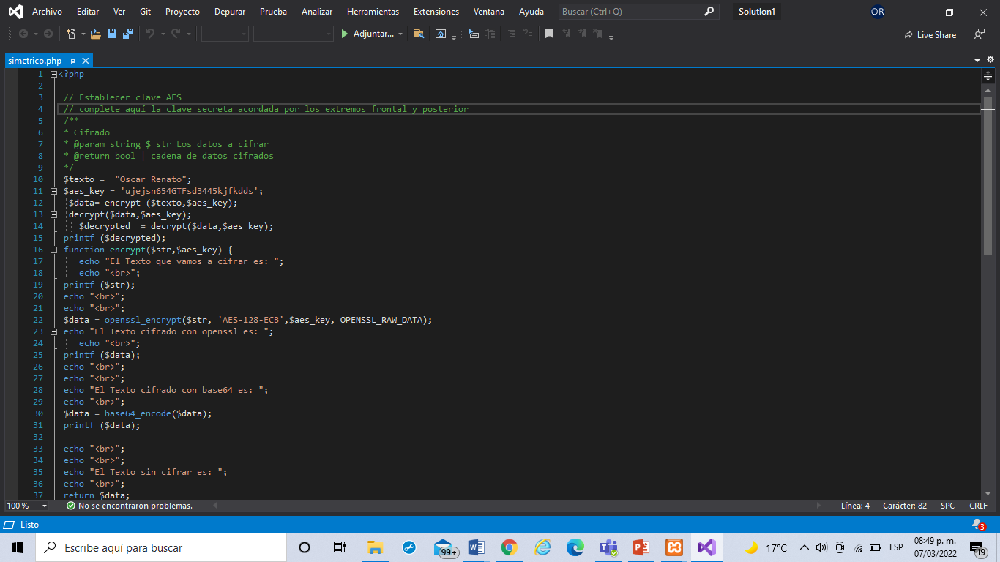 Archivo Editar Ver Git Proyecto Depurar Prueba Analizar Herramientas Extensiones Ventana Ayuda Buscar (Ctrl+Q) Solution1 OR
Adjuntar... Live Share
simetrico.php
1 <?php
2
3 // Establecer clave AES
4 // complete aquí la clave secreta acordada por los extremos frontal y posterior
5 /**
6 * Cifrado
7 * @param string $ str Los datos a cifrar
8 * @return bool | cadena de datos cifrados
9 */
10 $texto =  "Oscar Renato";
11 $aes_key = 'ujejsn654GTFsd3445kjfkdds';
12 $data= encrypt ($texto,$aes_key);
13 decrypt($data,$aes_key);
14 $decrypted  = decrypt($data,$aes_key);
15 printf ($decrypted);
16 function encrypt($str,$aes_key) {
17 echo "El Texto que vamos a cifrar es: ";
18 echo "<br>";
19 printf ($str);
20 echo "<br>";
21 echo "<br>";
22 $data = openssl_encrypt($str, 'AES-128-ECB',$aes_key, OPENSSL_RAW_DATA);
23 echo "El Texto cifrado con openssl es: ";
24 echo "<br>";
25 printf ($data);
26 echo "<br>";
27 echo "<br>";
28 echo "El Texto cifrado con base64 es: ";
29 echo "<br>";
30 $data = base64_encode($data);
31 printf ($data);
32
33 echo "<br>";
34 echo "<br>";
35 echo "El Texto sin cifrar es: ";
36 echo "<br>";
37 return $data;
100 % No se encontraron problemas. Línea: 4 Carácter: 82 SPC CRLF
Listo 3
Escribe aquí para buscar 99+ 17°C ESP 08:49 p. m.
07/03/2022 19